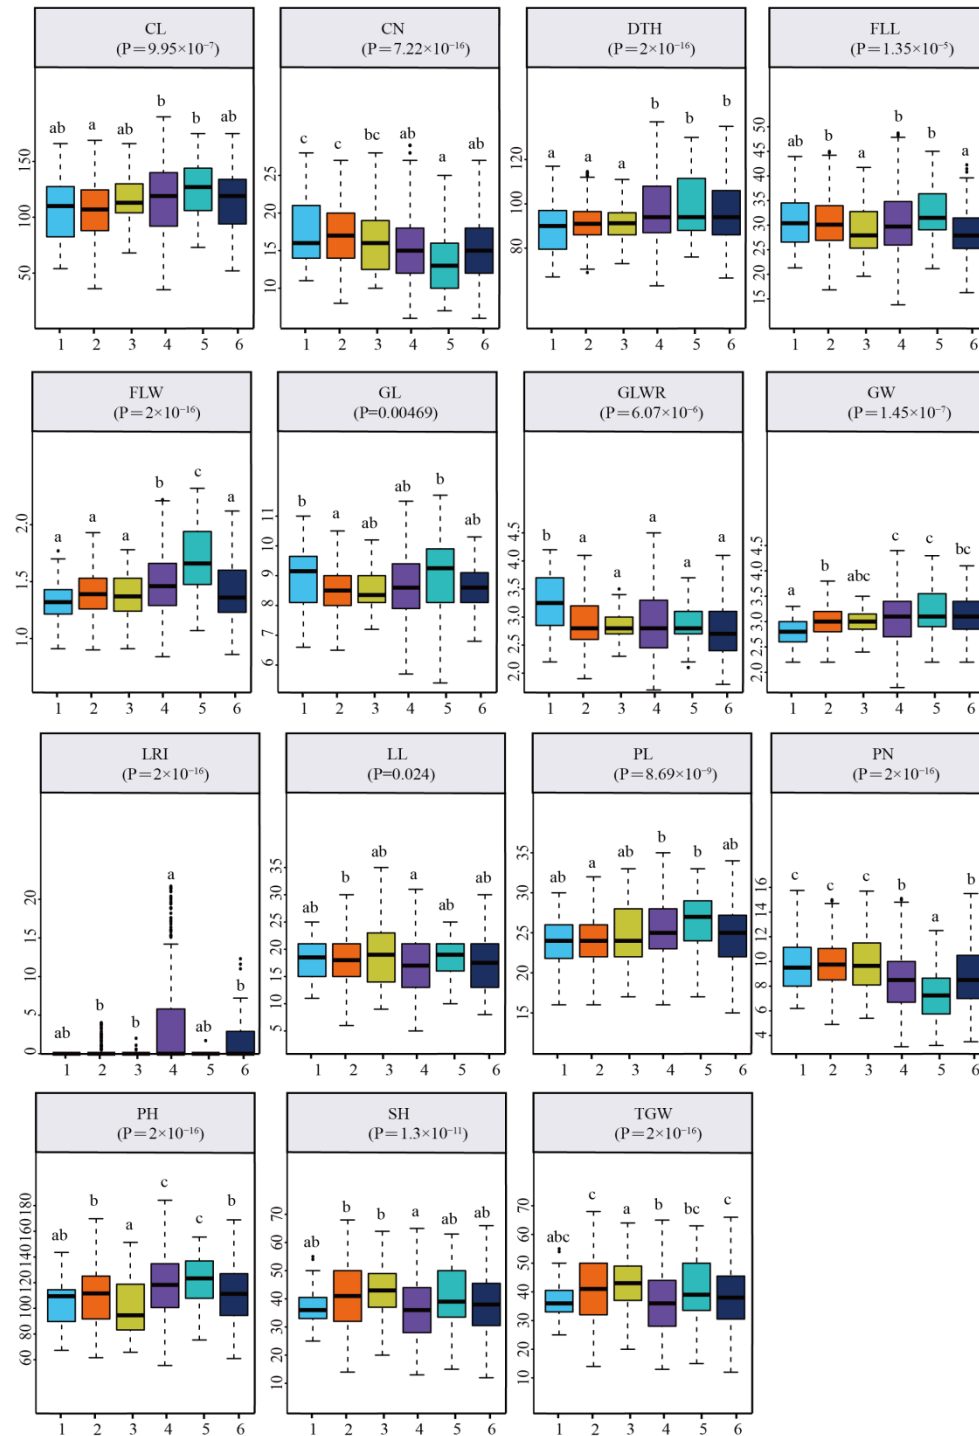 CL
(P=9.95×10⁻⁷)
CN
(P=7.22×10⁻¹⁶)
DTH
(P=2×10⁻¹⁶)
FLL
(P=1.35×10⁻⁵)
ab a ab b b ab
50 100 150
1 2 3 4 5 6
c c bc ab a ab
10 15 20 25
1 2 3 4 5 6
a a a b b b
80 100 120
1 2 3 4 5 6
ab b a b b a
15 20 25 30 35 40 45 50
1 2 3 4 5 6
FLW
(P=2×10⁻¹⁶)
GL
(P=0.00469)
GLWR
(P=6.07×10⁻⁶)
GW
(P=1.45×10⁻⁷)
a a a b c a
1.0 1.5 2.0
1 2 3 4 5 6
b a ab ab b ab
6 7 8 9 10 11
1 2 3 4 5 6
b a a a a a
2.0 2.5 3.0 3.5 4.0 4.5
1 2 3 4 5 6
a b abc c c bc
2.0 2.5 3.0 3.5 4.0 4.5
1 2 3 4 5 6
LRI
(P=2×10⁻¹⁶)
LL
(P=0.024)
PL
(P=8.69×10⁻⁹)
PN
(P=2×10⁻¹⁶)
ab b b a ab b
0 5 10 15 20
1 2 3 4 5 6
ab b ab a ab ab
5 10 15 20 25 30 35
1 2 3 4 5 6
ab a ab b b ab
15 20 25 30 35
1 2 3 4 5 6
c c c b a b
4 6 8 10 12 14 16
1 2 3 4 5 6
PH
(P=2×10⁻¹⁶)
SH
(P=1.3×10⁻¹¹)
TGW
(P=2×10⁻¹⁶)
ab b a c c b
60 80 100 120 140 160 180
1 2 3 4 5 6
ab b b a ab ab
10 20 30 40 50 60 70
1 2 3 4 5 6
abc c a b bc c
10 20 30 40 50 60 70
1 2 3 4 5 6